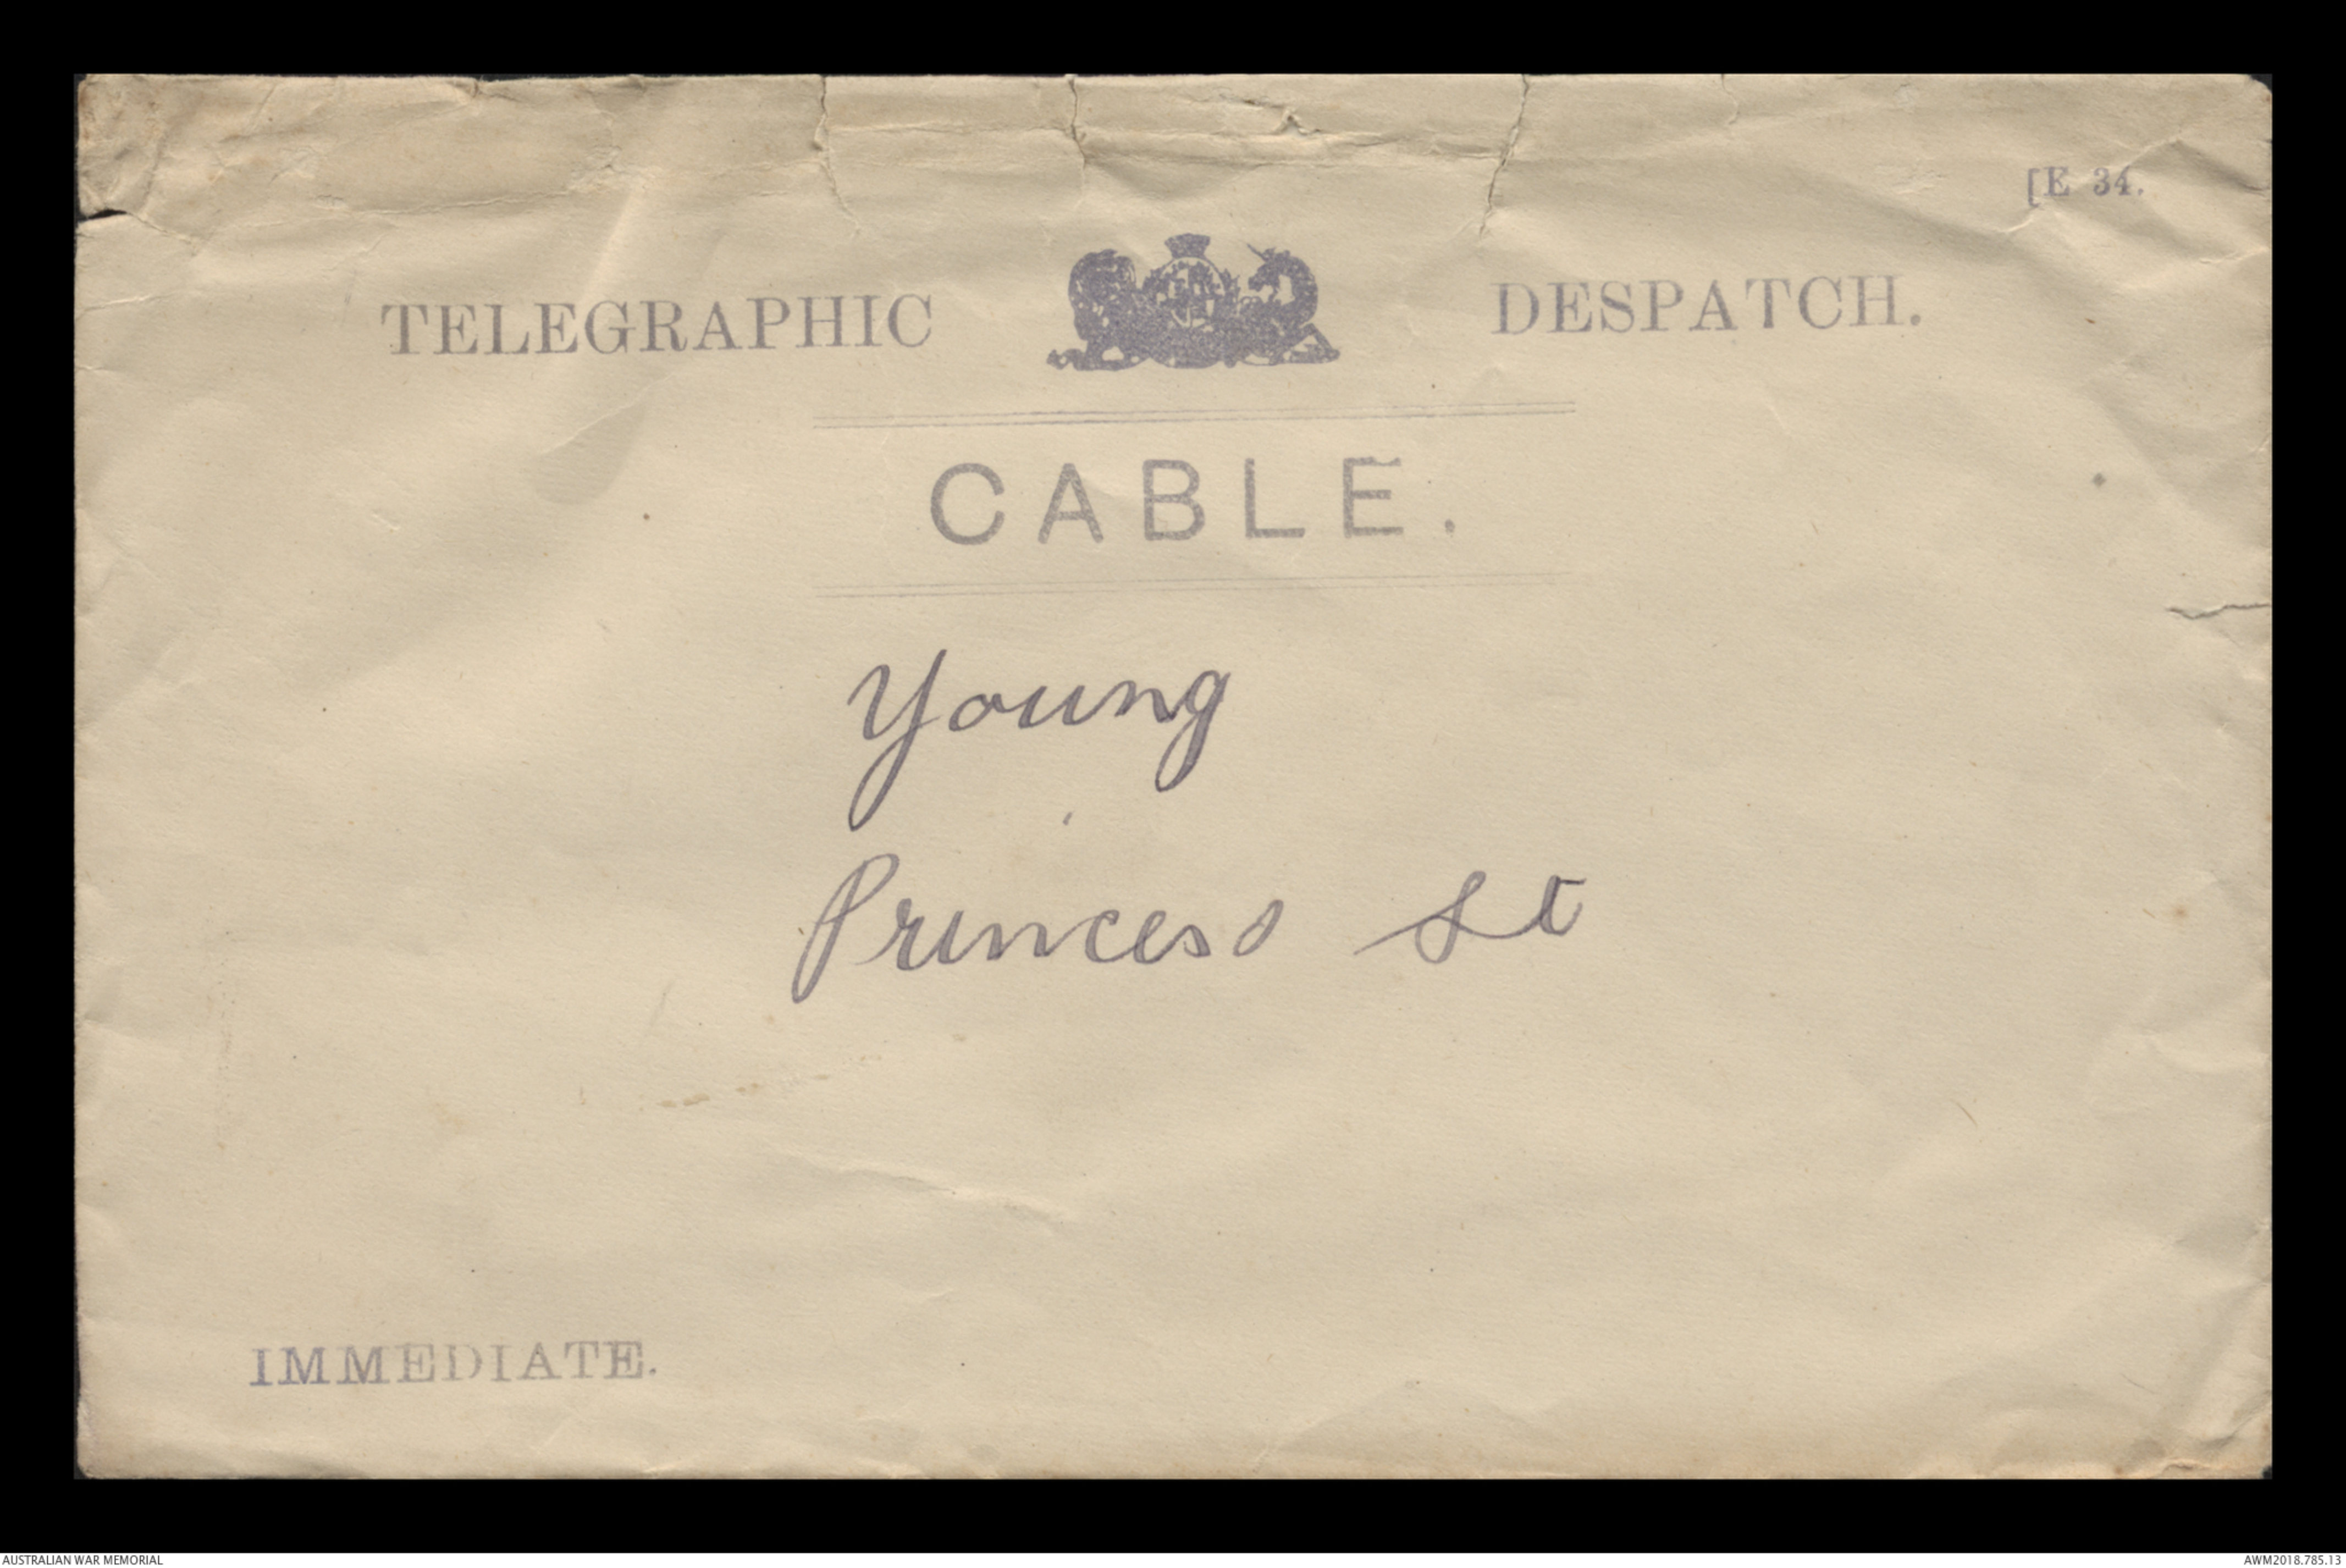 [E 34.
TELEGRAPHIC DESPATCH.
CABLE.
Young
Princess St
IMMEDIATE.
AUSTRALIAN WAR MEMORIAL AWM2018.785.13